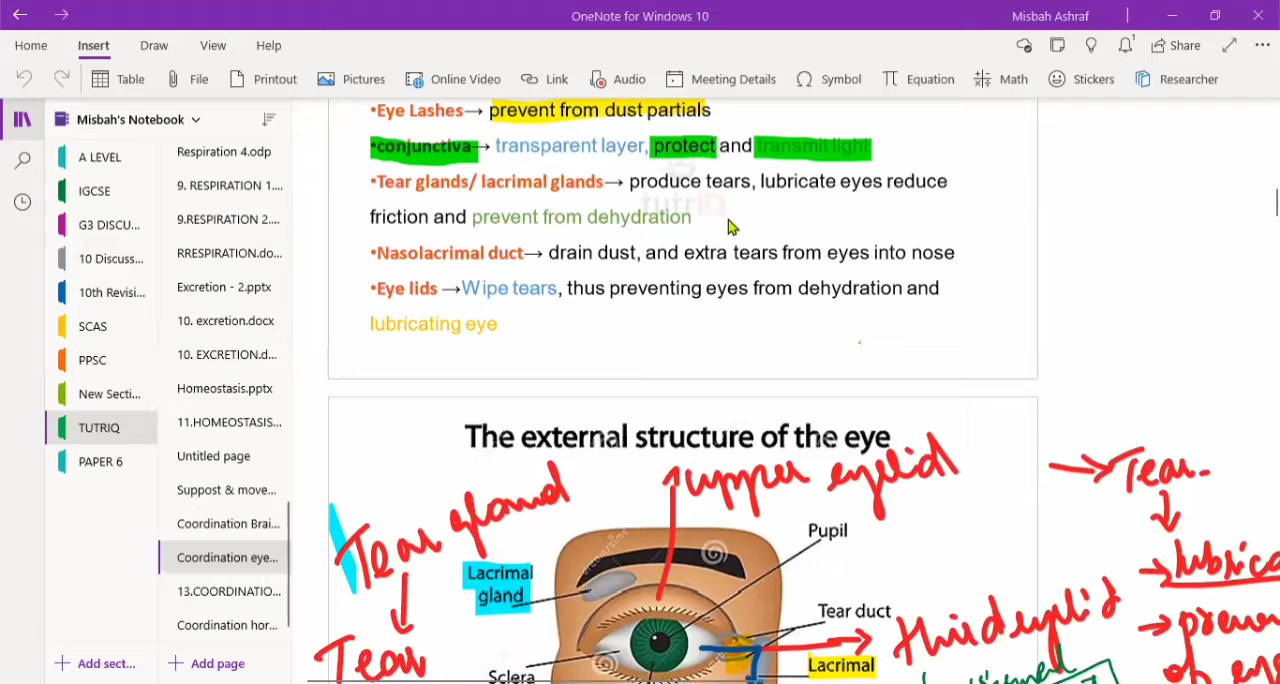 OneNote for Windows 10
Misbah Ashraf
Home Insert Draw View Help
Share
Table File Printout Pictures Online Video Link Audio Meeting Details Symbol Equation Math Stickers Researcher
Misbah's Notebook
A LEVEL
IGCSE
G3 DISCU...
10 Discuss...
10th Revisi...
SCAS
PPSC
New Secti...
TUTRIQ
PAPER 6
Add sect...
Respiration 4.odp
9. RESPIRATION 1....
9.RESPIRATION 2....
RRESPIRATION.do...
Excretion - 2.pptx
10. excretion.docx
10. EXCRETION.d...
Homeostasis.pptx
11.HOMEOSTASIS...
Untitled page
Suppost & move...
Coordination Brai...
Coordination eye...
13.COORDINATIO...
Coordination hor...
Add page
•Eye Lashes→ prevent from dust partials
•conjunctiva→ transparent layer, protect and transmit light
•Tear glands/ lacrimal glands→ produce tears, lubricate eyes reduce
friction and prevent from dehydration
tutrIQ
•Nasolacrimal duct→ drain dust, and extra tears from eyes into nose
•Eye lids →Wipe tears, thus preventing eyes from dehydration and
lubricating eye
The external structure of the eye
upper eyelid
→ Tear
Tear gland
Pupil
Lacrimal
gland
Tear duct
third eyelid
→ lubrica
→ preven
of eye
Tear
Sclera
Lacrimal